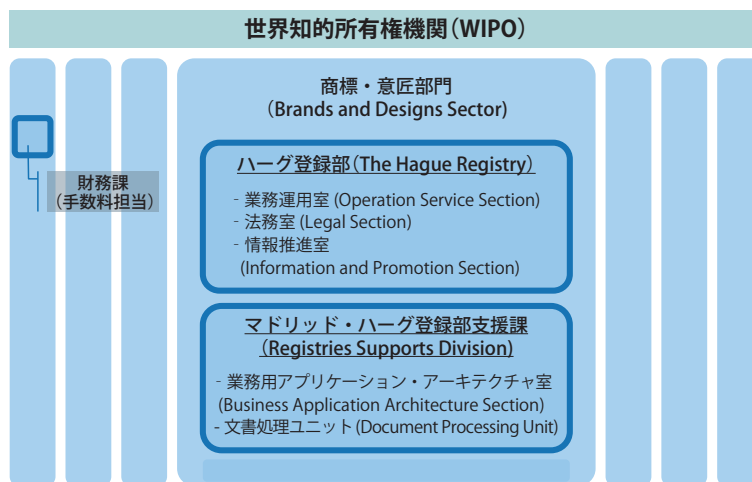 世界知的所有権機関（WIPO）
商標・意匠部門
（Brands and Designs Sector）
ハーグ登録部（The Hague Registry）
‐業務運用室 (Operation Service Section)
‐法務室 (Legal Section)
‐情報推進室
(Information and Promotion Section)
財務課
（手数料担当）
マドリッド・ハーグ登録部支援課
（Registries Supports Division)
‐業務用アプリケーション・アーキテクチャ室
(Business Application Architecture Section)
- 文書処理ユニット (Document Processing Unit)